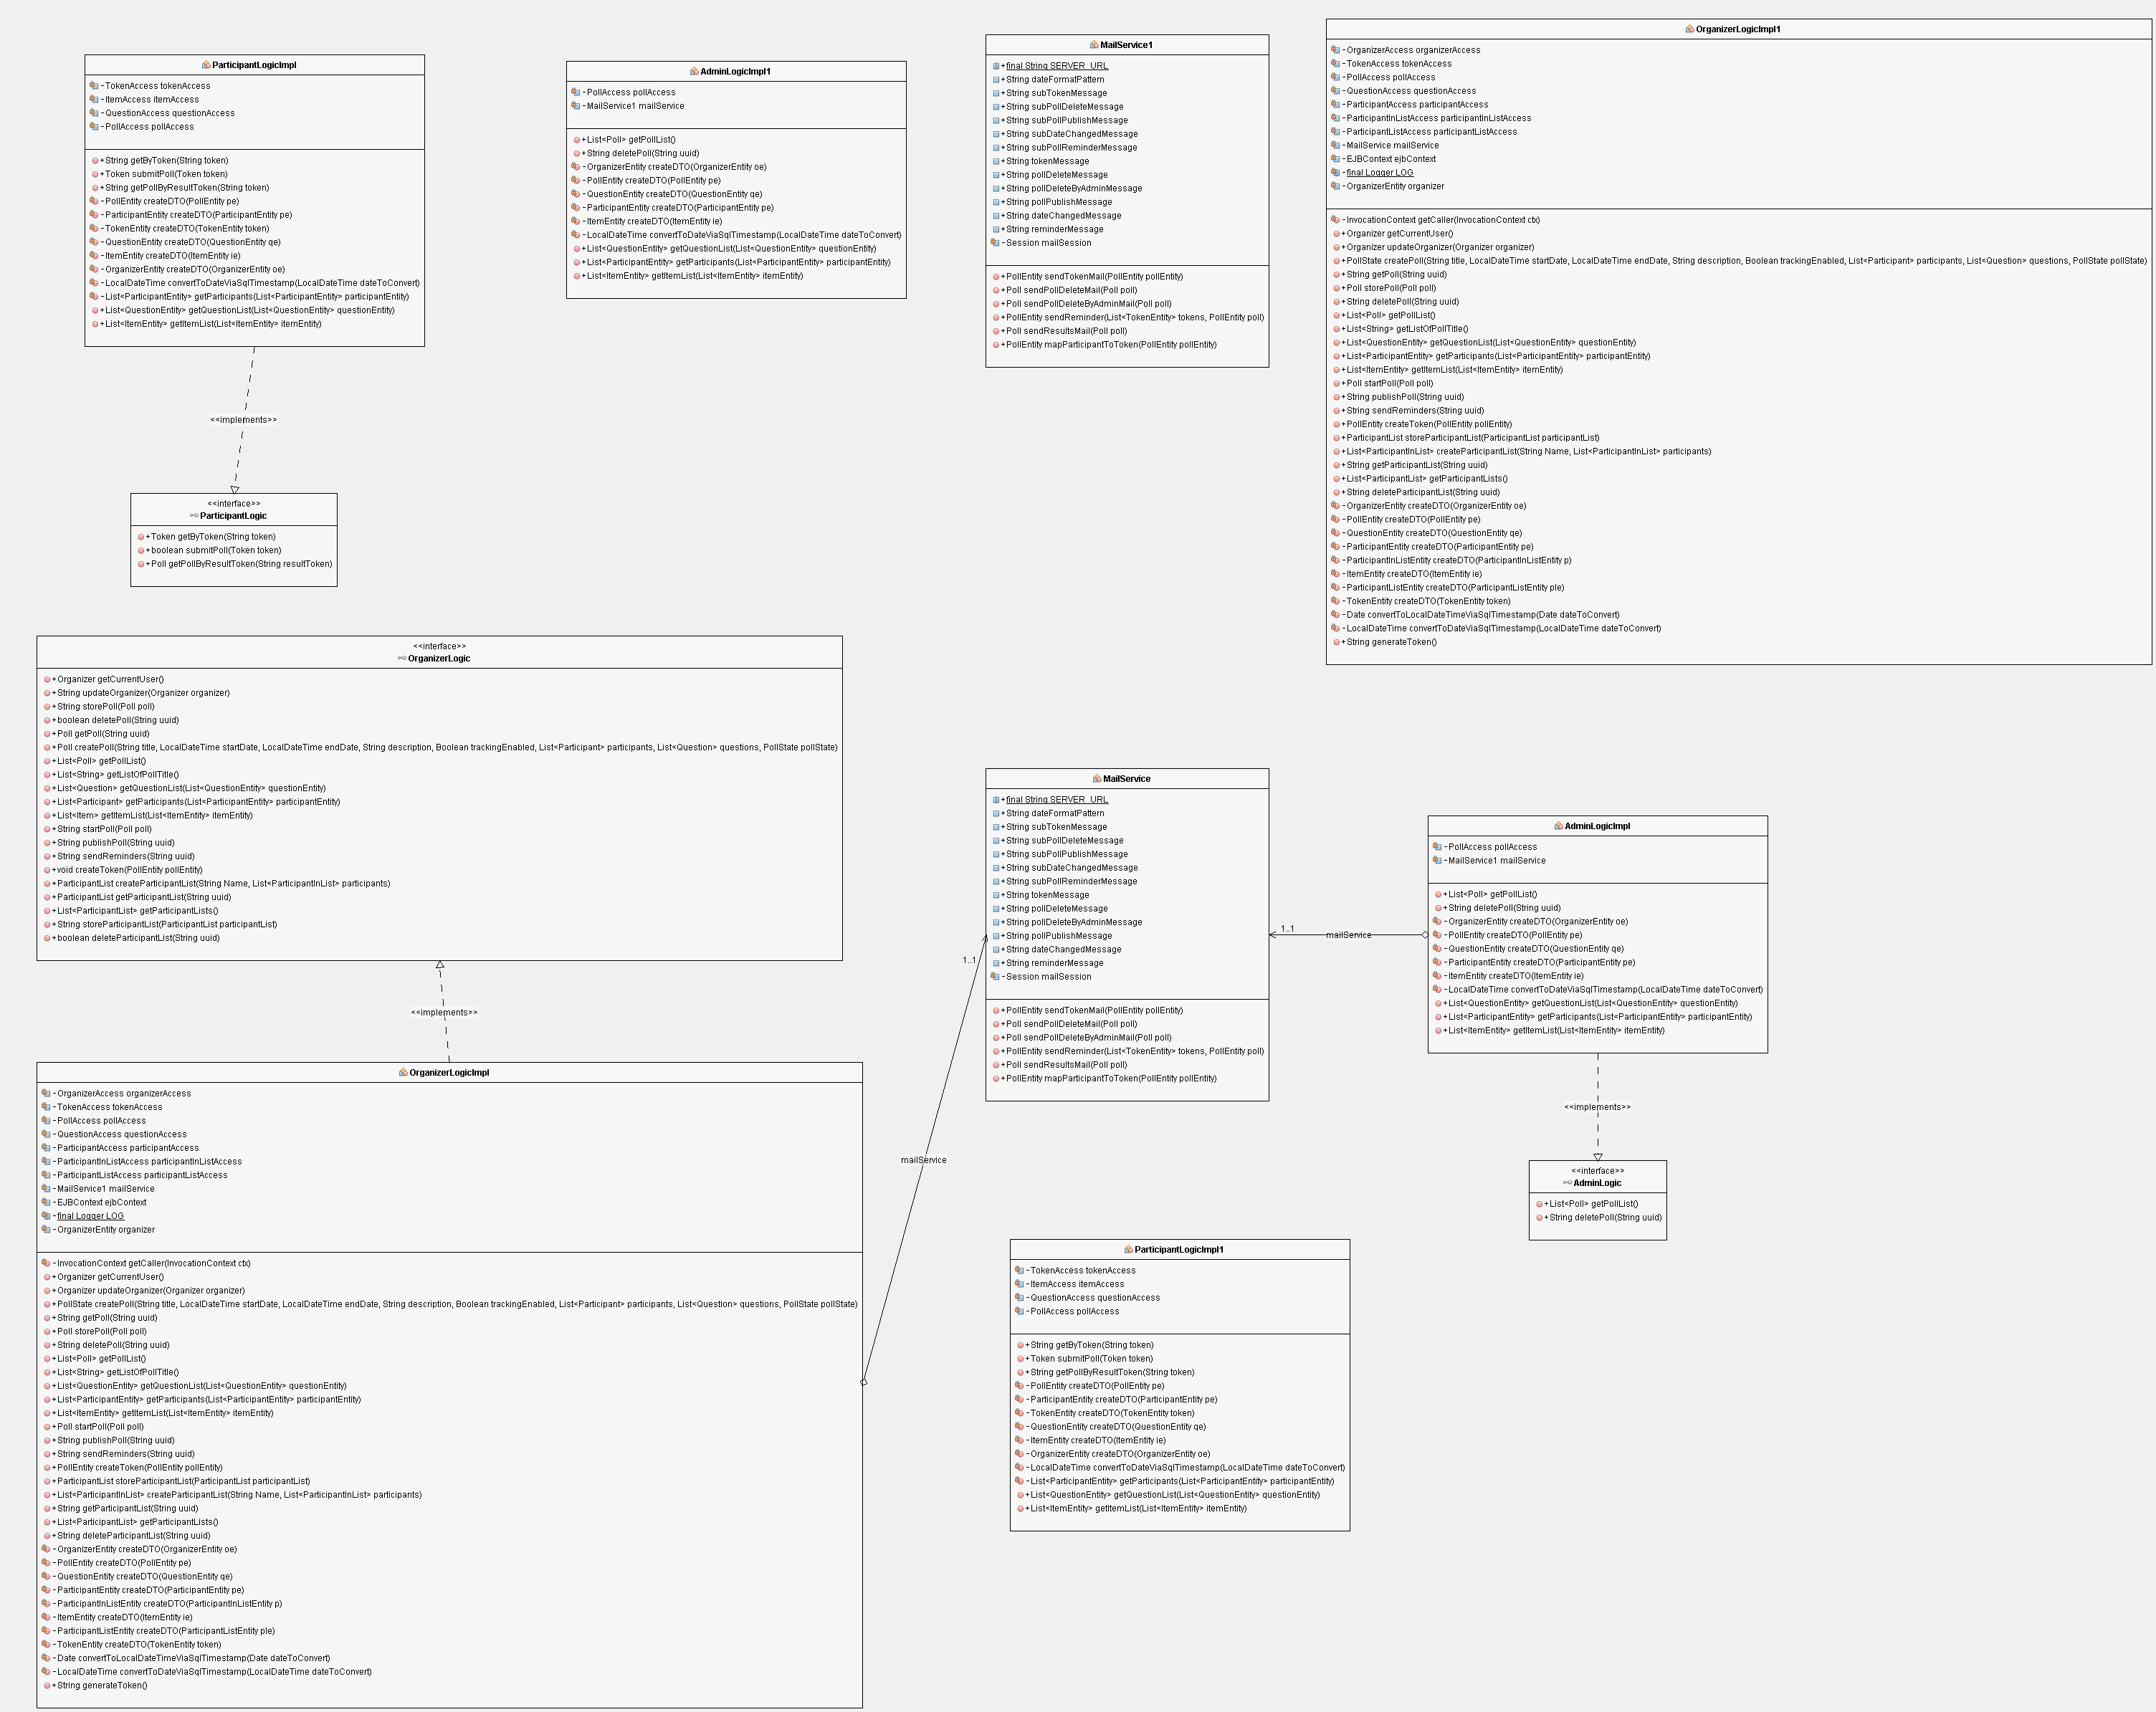 ParticipantLogicImpl
-TokenAccess tokenAccess
-ItemAccess itemAccess
-QuestionAccess questionAccess
-PollAccess pollAccess
+String getByToken(String token)
+Token submitPoll(Token token)
+String getPollByResultToken(String token)
-PollEntity createDTO(PollEntity pe)
-ParticipantEntity createDTO(ParticipantEntity pe)
-TokenEntity createDTO(TokenEntity token)
-QuestionEntity createDTO(QuestionEntity qe)
-ItemEntity createDTO(ItemEntity ie)
-OrganizerEntity createDTO(OrganizerEntity oe)
-LocalDateTime convertToDateViaSqlTimestamp(LocalDateTime dateToConvert)
-List<ParticipantEntity> getParticipants(List<ParticipantEntity> participantEntity)
+List<QuestionEntity> getQuestionList(List<QuestionEntity> questionEntity)
+List<ItemEntity> getItemList(List<ItemEntity> itemEntity)
<<implements>>
<<interface>>
ParticipantLogic
+Token getByToken(String token)
+boolean submitPoll(Token token)
+Poll getPollByResultToken(String resultToken)
AdminLogicImpl1
-PollAccess pollAccess
-MailService1 mailService
+List<Poll> getPollList()
+String deletePoll(String uuid)
-OrganizerEntity createDTO(OrganizerEntity oe)
-PollEntity createDTO(PollEntity pe)
-QuestionEntity createDTO(QuestionEntity qe)
-ParticipantEntity createDTO(ParticipantEntity pe)
-ItemEntity createDTO(ItemEntity ie)
-LocalDateTime convertToDateViaSqlTimestamp(LocalDateTime dateToConvert)
+List<QuestionEntity> getQuestionList(List<QuestionEntity> questionEntity)
+List<ParticipantEntity> getParticipants(List<ParticipantEntity> participantEntity)
+List<ItemEntity> getItemList(List<ItemEntity> itemEntity)
MailService1
+final String SERVER_URL
+String dateFormatPattern
+String subTokenMessage
+String subPollDeleteMessage
+String subPollPublishMessage
+String subDateChangedMessage
+String subPollReminderMessage
+String tokenMessage
+String pollDeleteMessage
+String pollDeleteByAdminMessage
+String pollPublishMessage
+String dateChangedMessage
+String reminderMessage
-Session mailSession
+PollEntity sendTokenMail(PollEntity pollEntity)
+Poll sendPollDeleteMail(Poll poll)
+Poll sendPollDeleteByAdminMail(Poll poll)
+PollEntity sendReminder(List<TokenEntity> tokens, PollEntity poll)
+Poll sendResultsMail(Poll poll)
+PollEntity mapParticipantToToken(PollEntity pollEntity)
OrganizerLogicImpl1
-OrganizerAccess organizerAccess
-TokenAccess tokenAccess
-PollAccess pollAccess
-QuestionAccess questionAccess
-ParticipantAccess participantAccess
-ParticipantInListAccess participantInListAccess
-ParticipantListAccess participantListAccess
-MailService mailService
-EJBContext ejbContext
-final Logger LOG
-OrganizerEntity organizer
-InvocationContext getCaller(InvocationContext ctx)
+Organizer getCurrentUser()
+Organizer updateOrganizer(Organizer organizer)
+PollState createPoll(String title, LocalDateTime startDate, LocalDateTime endDate, String description, Boolean trackingEnabled, List<Participant> participants, List<Question> questions, PollState pollState)
+String getPoll(String uuid)
+Poll storePoll(Poll poll)
+String deletePoll(String uuid)
+List<Poll> getPollList()
+List<String> getListOfPollTitle()
+List<QuestionEntity> getQuestionList(List<QuestionEntity> questionEntity)
+List<ParticipantEntity> getParticipants(List<ParticipantEntity> participantEntity)
+List<ItemEntity> getItemList(List<ItemEntity> itemEntity)
+Poll startPoll(Poll poll)
+String publishPoll(String uuid)
+String sendReminders(String uuid)
+PollEntity createToken(PollEntity pollEntity)
+ParticipantList storeParticipantList(ParticipantList participantList)
+List<ParticipantInList> createParticipantList(String Name, List<ParticipantInList> participants)
+String getParticipantList(String uuid)
+List<ParticipantList> getParticipantLists()
+String deleteParticipantList(String uuid)
-OrganizerEntity createDTO(OrganizerEntity oe)
-PollEntity createDTO(PollEntity pe)
-QuestionEntity createDTO(QuestionEntity qe)
-ParticipantEntity createDTO(ParticipantEntity pe)
-ParticipantInListEntity createDTO(ParticipantInListEntity p)
-ItemEntity createDTO(ItemEntity ie)
-ParticipantListEntity createDTO(ParticipantListEntity ple)
-TokenEntity createDTO(TokenEntity token)
-Date convertToLocalDateTimeViaSqlTimestamp(Date dateToConvert)
-LocalDateTime convertToDateViaSqlTimestamp(LocalDateTime dateToConvert)
+String generateToken()
<<interface>>
OrganizerLogic
+Organizer getCurrentUser()
+String updateOrganizer(Organizer organizer)
+String storePoll(Poll poll)
+boolean deletePoll(String uuid)
+Poll getPoll(String uuid)
+Poll createPoll(String title, LocalDateTime startDate, LocalDateTime endDate, String description, Boolean trackingEnabled, List<Participant> participants, List<Question> questions, PollState pollState)
+List<Poll> getPollList()
+List<String> getListOfPollTitle()
+List<Question> getQuestionList(List<QuestionEntity> questionEntity)
+List<Participant> getParticipants(List<ParticipantEntity> participantEntity)
+List<Item> getItemList(List<ItemEntity> itemEntity)
+String startPoll(Poll poll)
+String publishPoll(String uuid)
+String sendReminders(String uuid)
+void createToken(PollEntity pollEntity)
+ParticipantList createParticipantList(String Name, List<ParticipantInList> participants)
+ParticipantList getParticipantList(String uuid)
+List<ParticipantList> getParticipantLists()
+String storeParticipantList(ParticipantList participantList)
+boolean deleteParticipantList(String uuid)
<<implements>>
OrganizerLogicImpl
-OrganizerAccess organizerAccess
-TokenAccess tokenAccess
-PollAccess pollAccess
-QuestionAccess questionAccess
-ParticipantAccess participantAccess
-ParticipantInListAccess participantInListAccess
-ParticipantListAccess participantListAccess
-MailService1 mailService
-EJBContext ejbContext
-final Logger LOG
-OrganizerEntity organizer
-InvocationContext getCaller(InvocationContext ctx)
+Organizer getCurrentUser()
+Organizer updateOrganizer(Organizer organizer)
+PollState createPoll(String title, LocalDateTime startDate, LocalDateTime endDate, String description, Boolean trackingEnabled, List<Participant> participants, List<Question> questions, PollState pollState)
+String getPoll(String uuid)
+Poll storePoll(Poll poll)
+String deletePoll(String uuid)
+List<Poll> getPollList()
+List<String> getListOfPollTitle()
+List<QuestionEntity> getQuestionList(List<QuestionEntity> questionEntity)
+List<ParticipantEntity> getParticipants(List<ParticipantEntity> participantEntity)
+List<ItemEntity> getItemList(List<ItemEntity> itemEntity)
+Poll startPoll(Poll poll)
+String publishPoll(String uuid)
+String sendReminders(String uuid)
+PollEntity createToken(PollEntity pollEntity)
+ParticipantList storeParticipantList(ParticipantList participantList)
+List<ParticipantInList> createParticipantList(String Name, List<ParticipantInList> participants)
+String getParticipantList(String uuid)
+List<ParticipantList> getParticipantLists()
+String deleteParticipantList(String uuid)
-OrganizerEntity createDTO(OrganizerEntity oe)
-PollEntity createDTO(PollEntity pe)
-QuestionEntity createDTO(QuestionEntity qe)
-ParticipantEntity createDTO(ParticipantEntity pe)
-ParticipantInListEntity createDTO(ParticipantInListEntity p)
-ItemEntity createDTO(ItemEntity ie)
-ParticipantListEntity createDTO(ParticipantListEntity ple)
-TokenEntity createDTO(TokenEntity token)
-Date convertToLocalDateTimeViaSqlTimestamp(Date dateToConvert)
-LocalDateTime convertToDateViaSqlTimestamp(LocalDateTime dateToConvert)
+String generateToken()
1..1
mailService
MailService
+final String SERVER_URL
+String dateFormatPattern
+String subTokenMessage
+String subPollDeleteMessage
+String subPollPublishMessage
+String subDateChangedMessage
+String subPollReminderMessage
+String tokenMessage
+String pollDeleteMessage
+String pollDeleteByAdminMessage
+String pollPublishMessage
+String dateChangedMessage
+String reminderMessage
-Session mailSession
+PollEntity sendTokenMail(PollEntity pollEntity)
+Poll sendPollDeleteMail(Poll poll)
+Poll sendPollDeleteByAdminMail(Poll poll)
+PollEntity sendReminder(List<TokenEntity> tokens, PollEntity poll)
+Poll sendResultsMail(Poll poll)
+PollEntity mapParticipantToToken(PollEntity pollEntity)
1..1
mailService
AdminLogicImpl
-PollAccess pollAccess
-MailService1 mailService
+List<Poll> getPollList()
+String deletePoll(String uuid)
-OrganizerEntity createDTO(OrganizerEntity oe)
-PollEntity createDTO(PollEntity pe)
-QuestionEntity createDTO(QuestionEntity qe)
-ParticipantEntity createDTO(ParticipantEntity pe)
-ItemEntity createDTO(ItemEntity ie)
-LocalDateTime convertToDateViaSqlTimestamp(LocalDateTime dateToConvert)
+List<QuestionEntity> getQuestionList(List<QuestionEntity> questionEntity)
+List<ParticipantEntity> getParticipants(List<ParticipantEntity> participantEntity)
+List<ItemEntity> getItemList(List<ItemEntity> itemEntity)
<<implements>>
<<interface>>
AdminLogic
+List<Poll> getPollList()
+String deletePoll(String uuid)
ParticipantLogicImpl1
-TokenAccess tokenAccess
-ItemAccess itemAccess
-QuestionAccess questionAccess
-PollAccess pollAccess
+String getByToken(String token)
+Token submitPoll(Token token)
+String getPollByResultToken(String token)
-PollEntity createDTO(PollEntity pe)
-ParticipantEntity createDTO(ParticipantEntity pe)
-TokenEntity createDTO(TokenEntity token)
-QuestionEntity createDTO(QuestionEntity qe)
-ItemEntity createDTO(ItemEntity ie)
-OrganizerEntity createDTO(OrganizerEntity oe)
-LocalDateTime convertToDateViaSqlTimestamp(LocalDateTime dateToConvert)
-List<ParticipantEntity> getParticipants(List<ParticipantEntity> participantEntity)
+List<QuestionEntity> getQuestionList(List<QuestionEntity> questionEntity)
+List<ItemEntity> getItemList(List<ItemEntity> itemEntity)